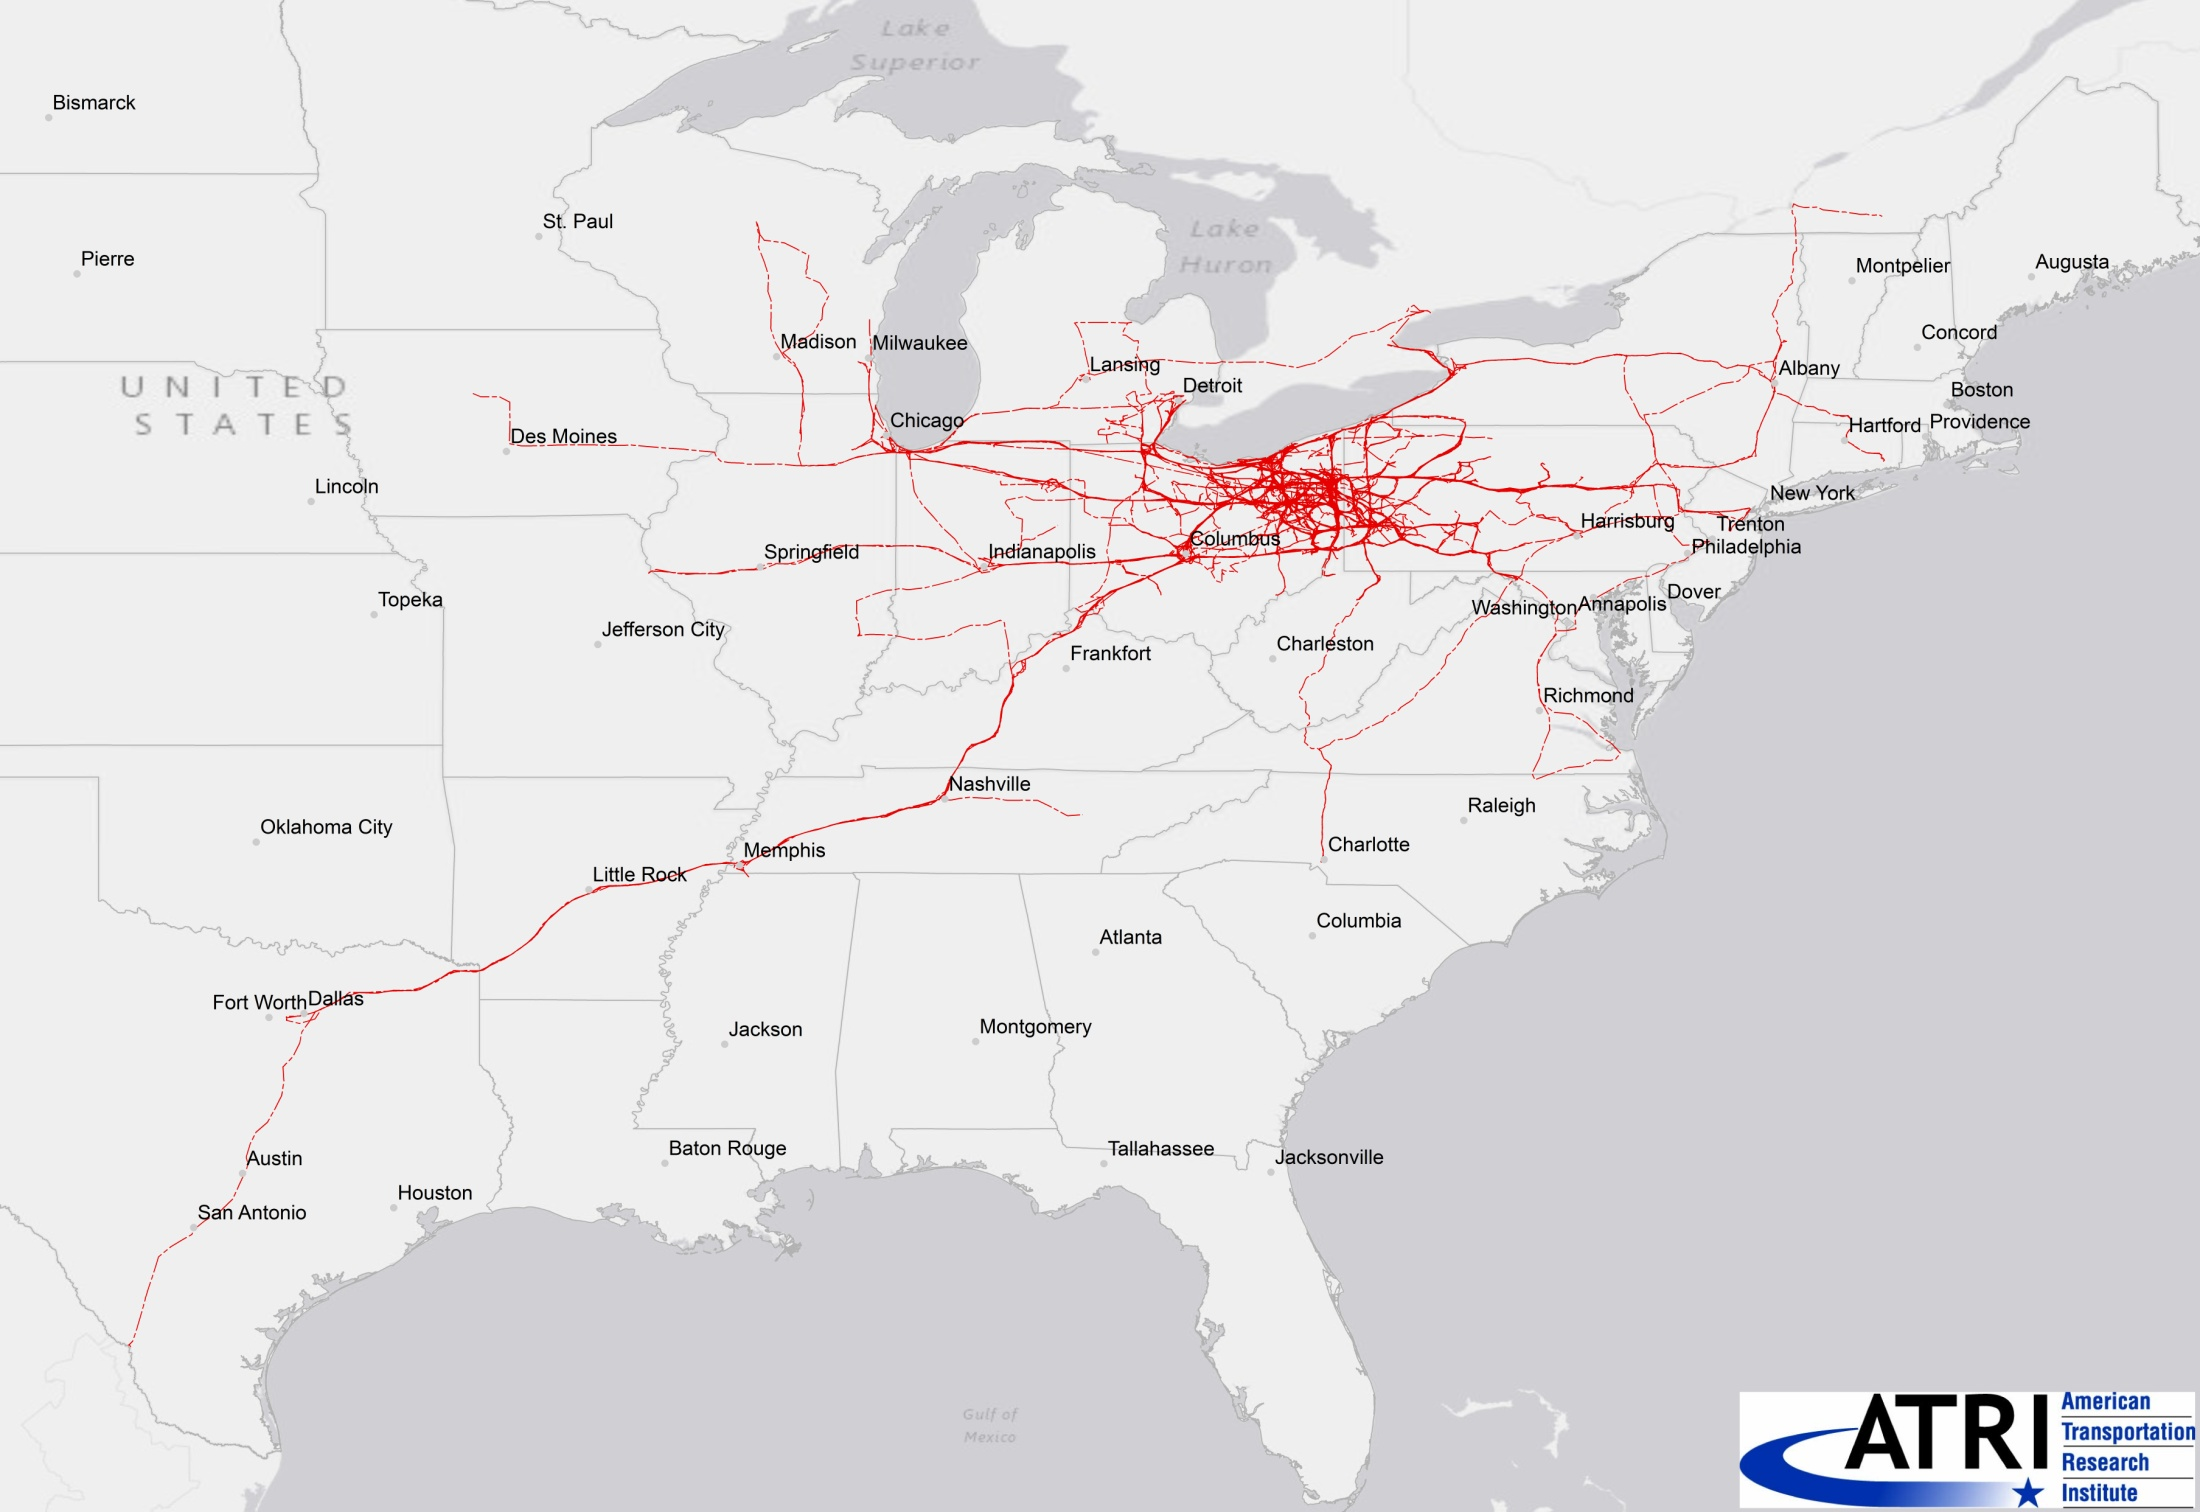 Lake
Superior
Bismarck
St. Paul
Lake
Huron
Pierre
Montpelier
Augusta
Concord
Madison
Milwaukee
Lansing
Albany
UNITED
STATES
Detroit
Boston
Chicago
Hartford
Providence
Des Moines
Lincoln
New York
Harrisburg
Trenton
Columbus
Philadelphia
Springfield
Indianapolis
Topeka
Dover
Washington
Annapolis
Jefferson City
Charleston
Frankfort
Richmond
Nashville
Raleigh
Oklahoma City
Charlotte
Memphis
Little Rock
Columbia
Atlanta
Fort Worth
Dallas
Jackson
Montgomery
Baton Rouge
Tallahassee
Jacksonville
Austin
Houston
San Antonio
Gulf of
Mexico
ATRI
American
Transportation
Research
Institute